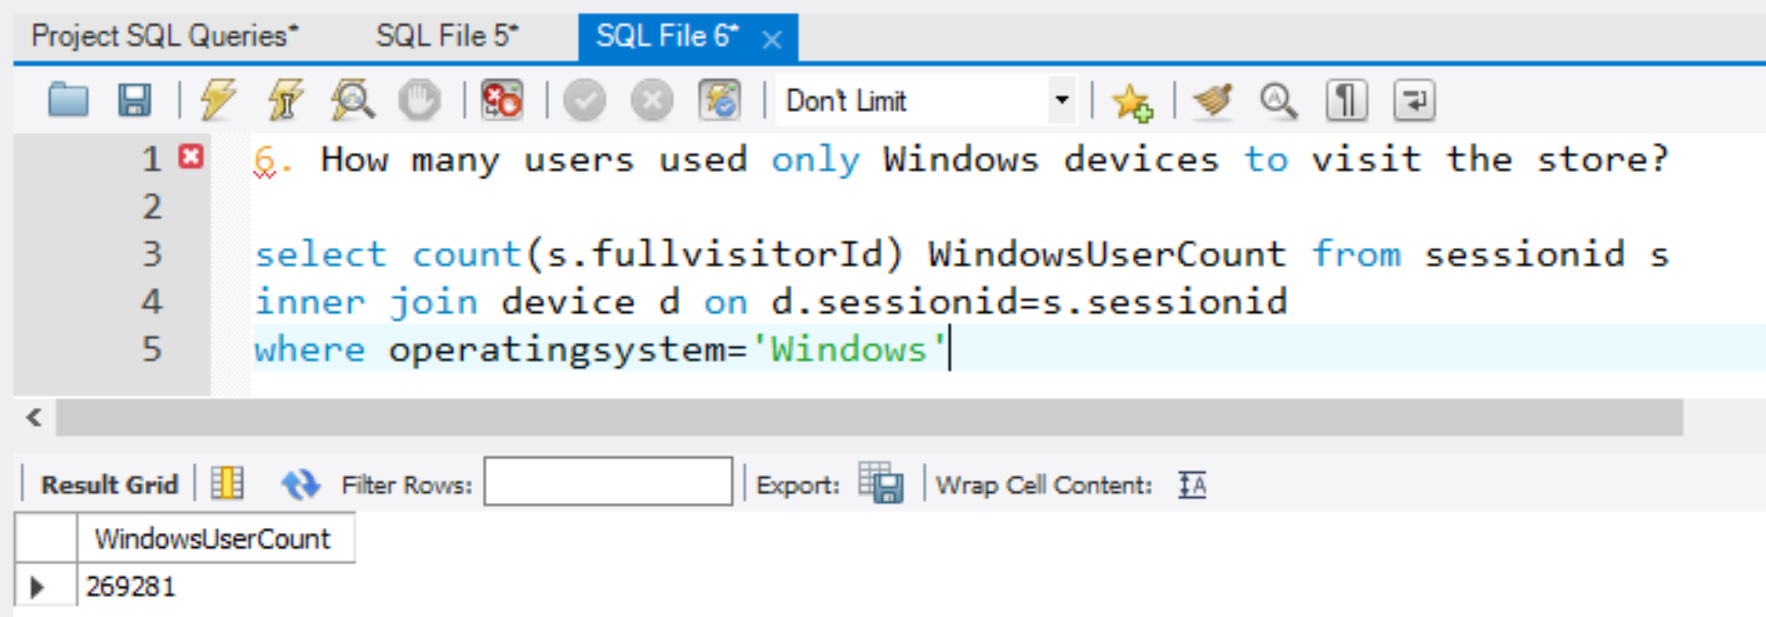 Project SQL Queries* SQL File 5* SQL File 6* ×
Don't Limit
1 6. How many users used only Windows devices to visit the store?
2
3 select count(s.fullvisitorId) WindowsUserCount from sessionid s
4 inner join device d on d.sessionid=s.sessionid
5 where operatingsystem='Windows'
Result Grid Filter Rows: Export: Wrap Cell Content: IA
WindowsUserCount
269281